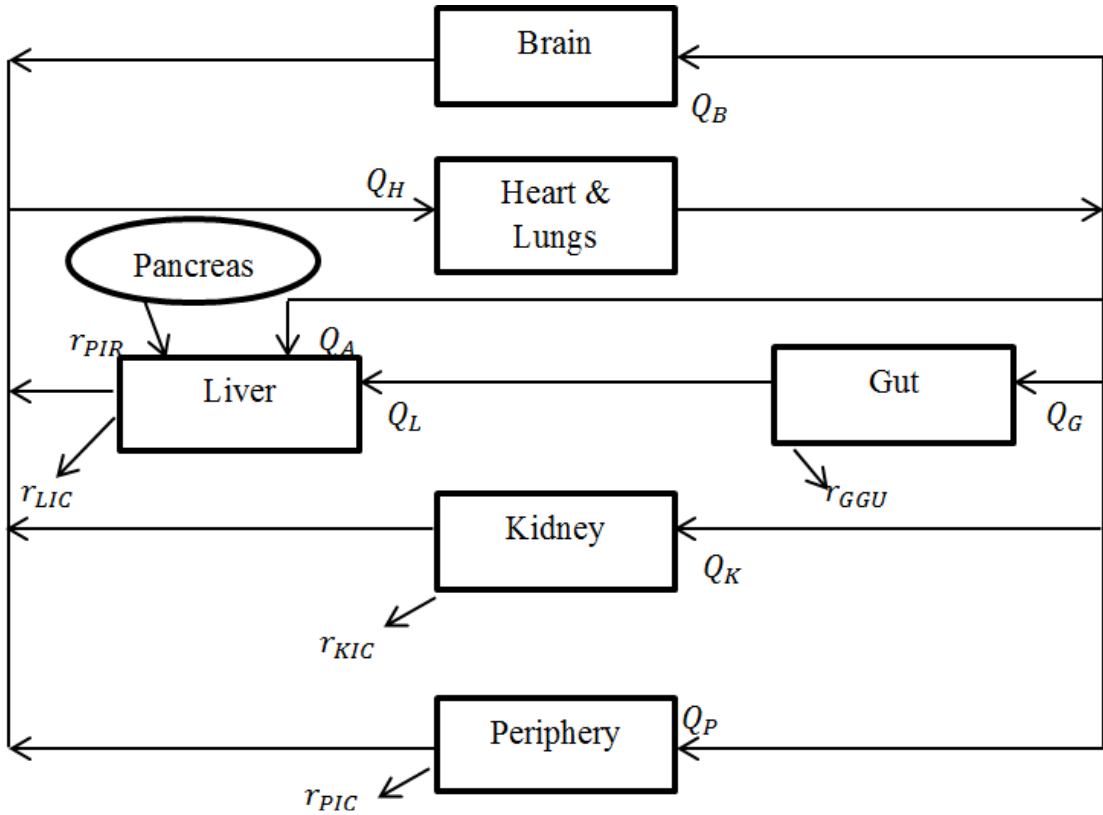 Brain
Q_B
Q_H
Heart &
Lungs
Pancreas
r_PIR
Q_A
Liver
Q_L
Gut
Q_G
r_LIC
r_GGU
Kidney
Q_K
r_KIC
Periphery
Q_P
r_PIC